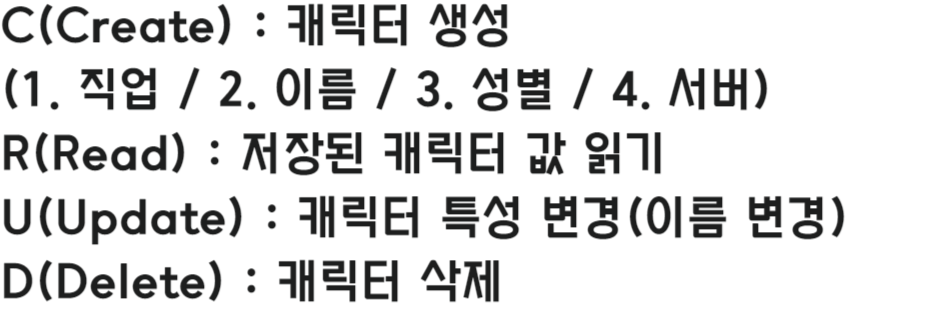 C(Create) : 캐릭터 생성
(1. 직업 / 2. 이름 / 3. 성별 / 4. 서버)
R(Read) : 저장된 캐릭터 값 읽기
U(Update) : 캐릭터 특성 변경(이름 변경)
D(Delete) : 캐릭터 삭제